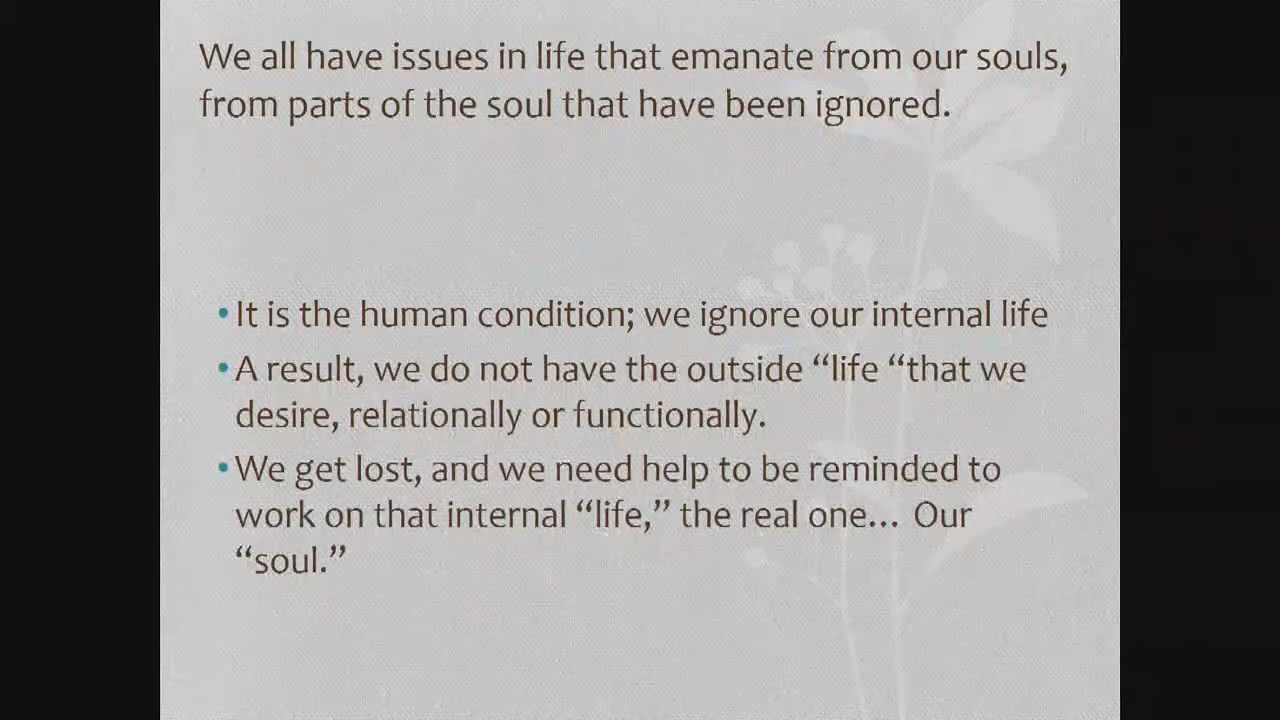 We all have issues in life that emanate from our souls,
from parts of the soul that have been ignored.
•It is the human condition; we ignore our internal life
•A result, we do not have the outside “life “that we
desire, relationally or functionally.
•We get lost, and we need help to be reminded to
work on that internal “life,” the real one… Our
“soul.”